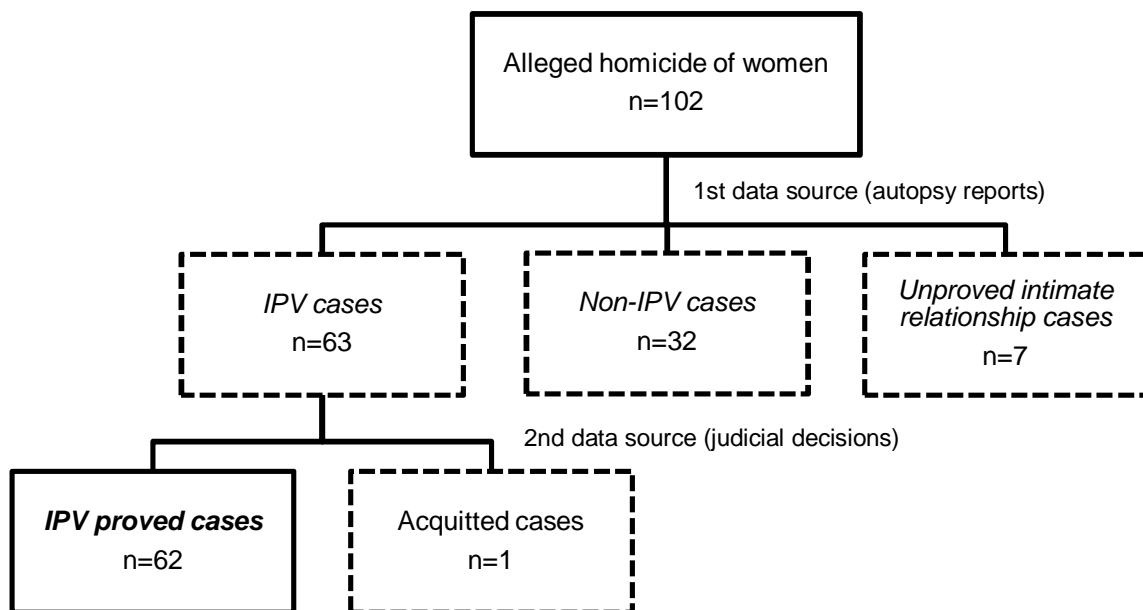 Alleged homicide of women
n=102
1st data source (autopsy reports)
IPV cases
n=63
Non-IPV cases
n=32
Unproved intimate
relationship cases
n=7
2nd data source (judicial decisions)
IPV proved cases
n=62
Acquitted cases
n=1